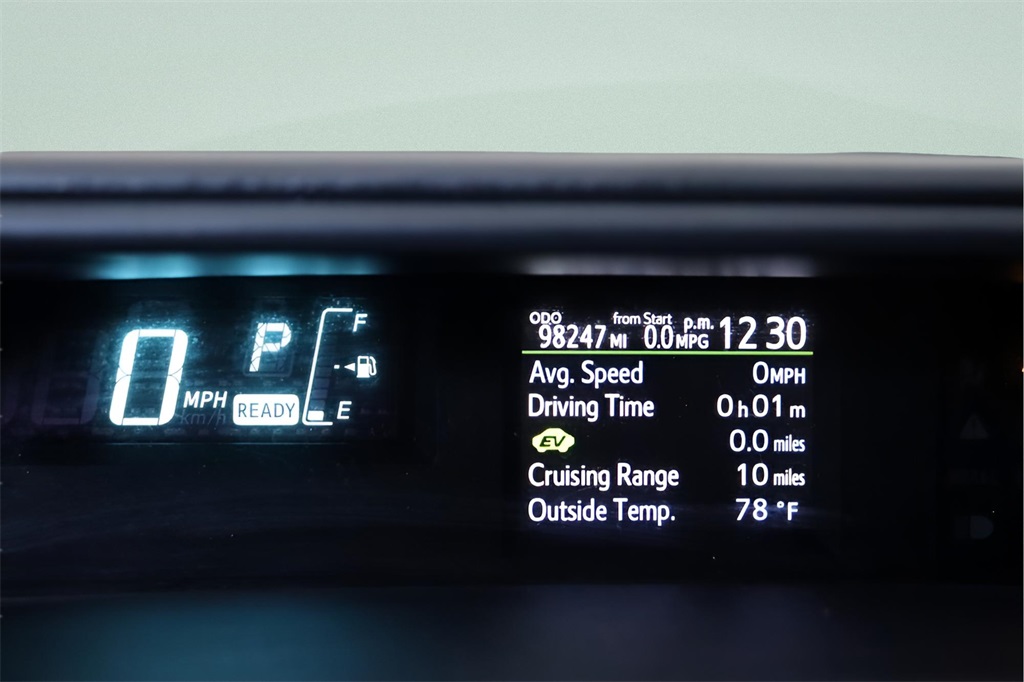 0 MPH
km/h
P
READY
F
E
ODO 98247 MI
from Start 0.0 MPG
p.m. 12 30
Avg. Speed 0 MPH
Driving Time 0 h 01 m
EV 0.0 miles
Cruising Range 10 miles
Outside Temp. 78 °F